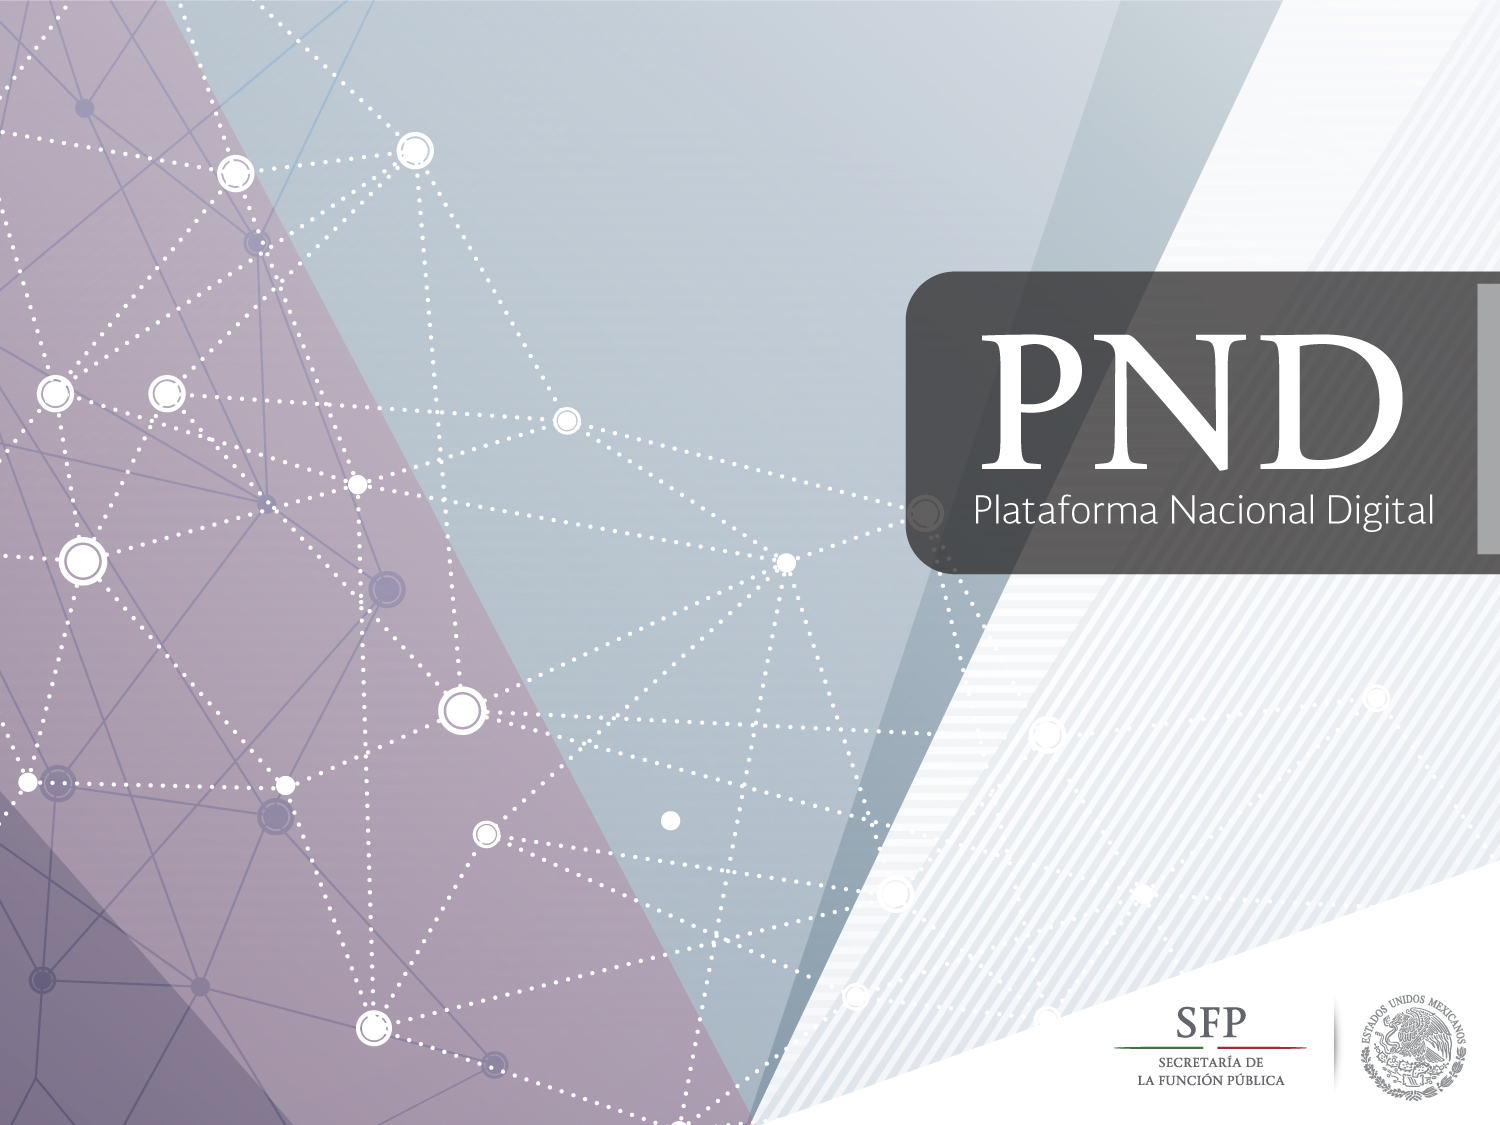 PND
Plataforma Nacional Digital
SFP
SECRETARÍA DE
LA FUNCIÓN PÚBLICA
ESTADOS UNIDOS MEXICANOS